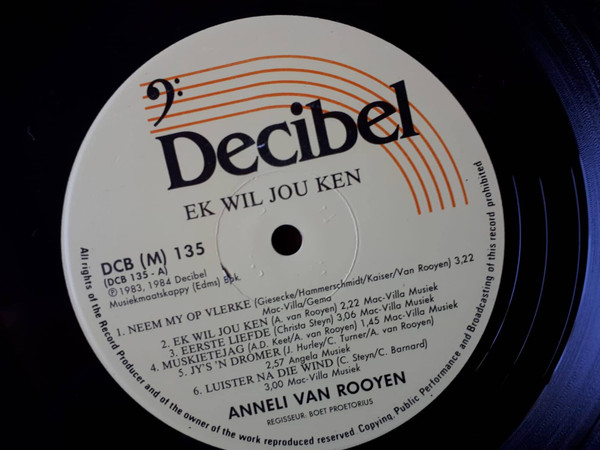 Decibel
EK WIL JOU KEN
DCB (M) 135
(DCB 135 - A)
℗ 1983, 1984 Decibel
Musiekmaatskappy (Edms) Bpk.
1. NEEM MY OP VLERKE (Giesecke/Hammerschmidt/Kaiser/Van Rooyen) 3,22
Mac-Villa/Gema
2. EK WIL JOU KEN (A. van Rooyen) 2,22 Mac-Villa Musiek
3. EERSTE LIEFDE (Christa Steyn) 3,06 Mac-Villa Musiek
4. MUSKIETEJAG (A.D. Keet/A. van Rooyen) 1,45 Mac-Villa Musiek
5. JY'S 'N DROMER (J. Hurley/C. Turner/A. van Rooyen)
2,57 Angela Musiek
6. LUISTER NA DIE WIND (C. Steyn/C. Barnard)
3,00 Mac-Villa Musiek
ANNELI VAN ROOYEN
REGISSEUR: BOET PROETORIUS
All rights of the Record Producer and of the owner of the work reproduced reserved. Copying, Public Performance and Broadcasting of this record prohibited